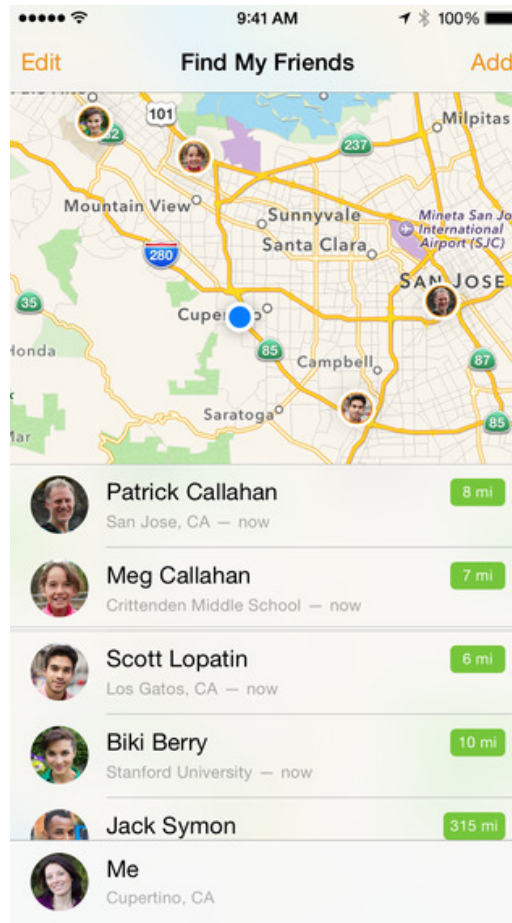 9:41 AM
100%
Edit
Find My Friends
Add
101
Milpitas
82
237
Mountain View
Sunnyvale
Mineta San Jo
International
Airport (SJC)
Santa Clara
280
SAN JOSE
35
Cupe
o
Honda
85
Campbell
87
Saratoga
85
Mar
Patrick Callahan
8 mi
San Jose, CA — now
Meg Callahan
7 mi
Crittenden Middle School — now
Scott Lopatin
6 mi
Los Gatos, CA — now
Biki Berry
10 mi
Stanford University — now
Jack Symon
315 mi
Me
Cupertino, CA